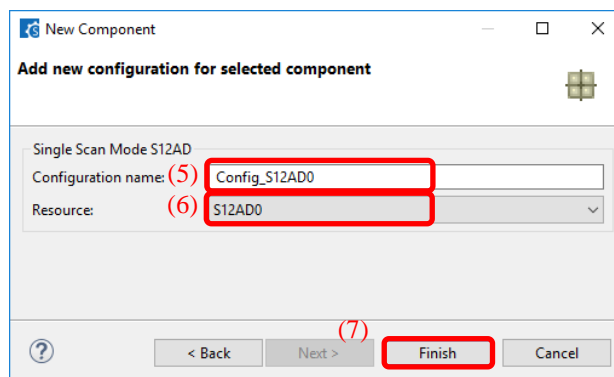 New Component
Add new configuration for selected component
Single Scan Mode S12AD
Configuration name: (5) Config_S12AD0
Resource: (6) S12AD0
(7)
? < Back Next > Finish Cancel